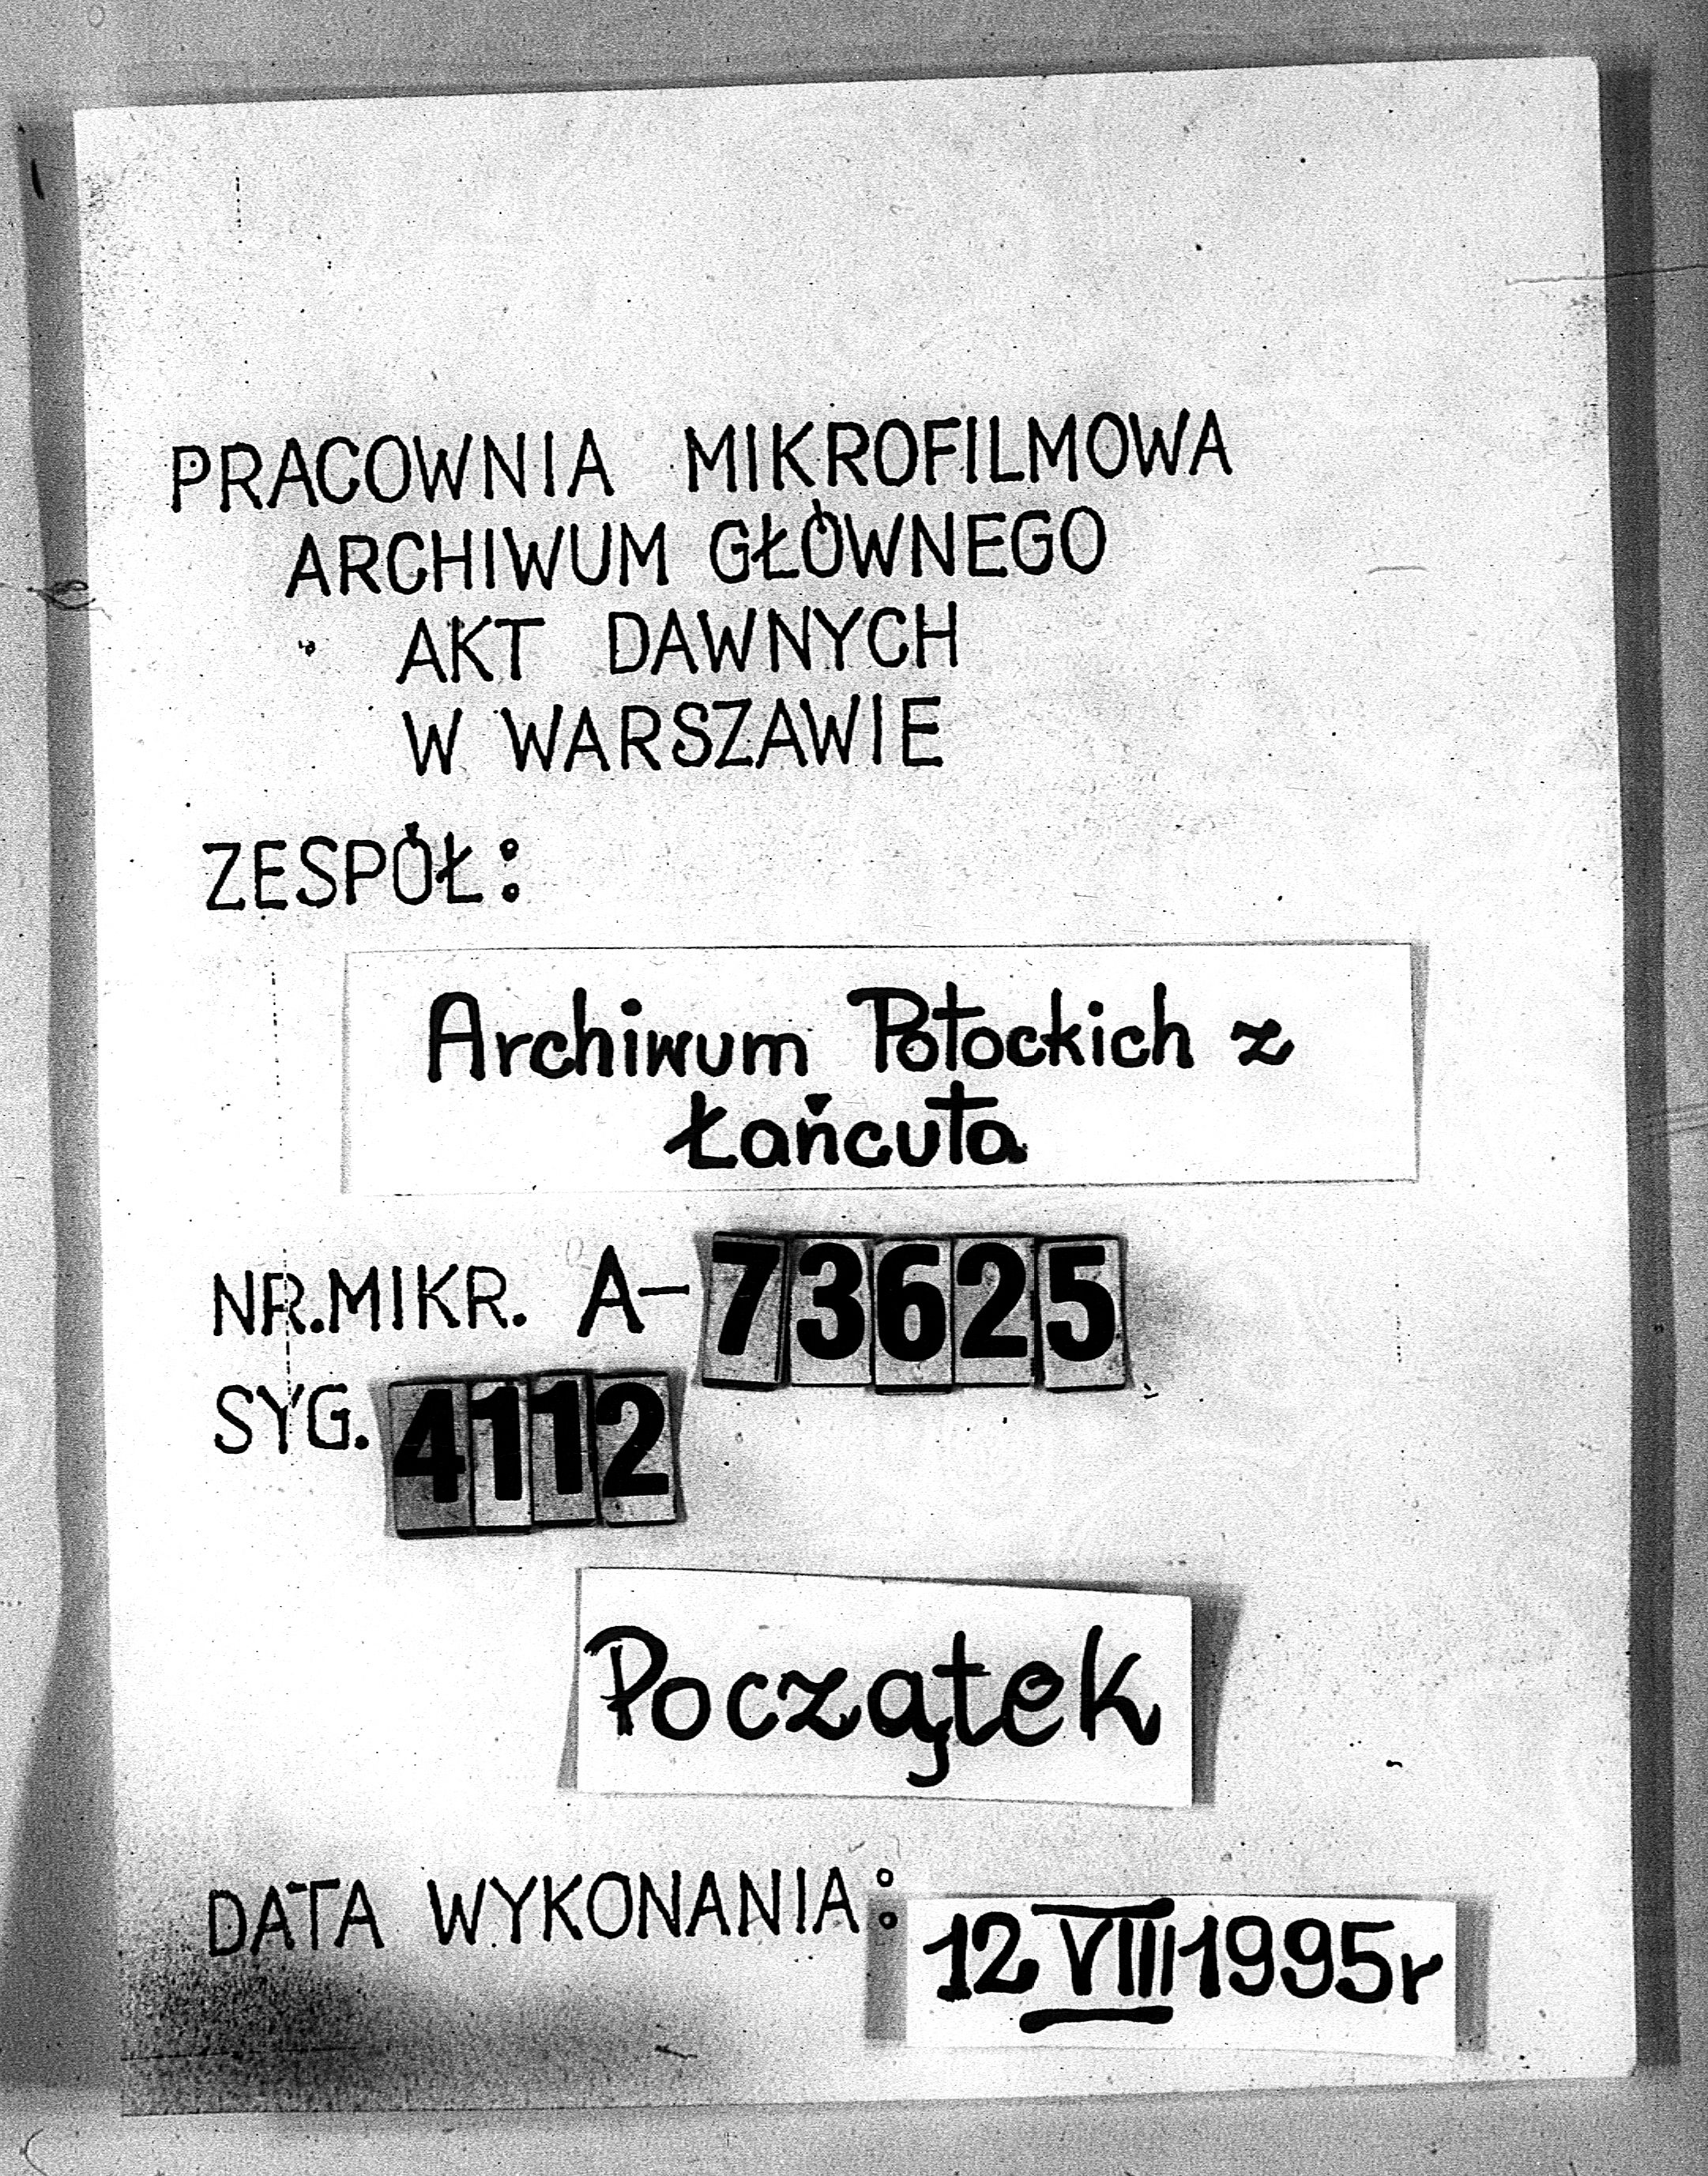 PRACOWNIA MIKROFILMOWA
ARCHIWUM GŁÓWNEGO
AKT DAWNYCH
W WARSZAWIE
ZESPÓŁ:
Archiwum Potockich z
Łańcuta
NR.MIKR. A-73625
SYG. 4112
Początek
DATA WYKONANIA: 12 VIII 1995r